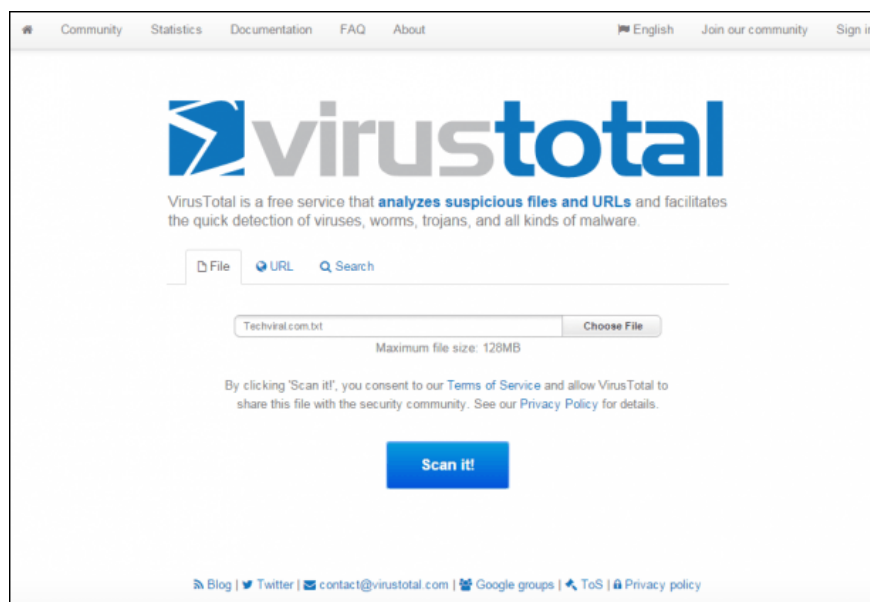 Community Statistics Documentation FAQ About English Join our community Sign in
virustotal
VirusTotal is a free service that analyzes suspicious files and URLs and facilitates
the quick detection of viruses, worms, trojans, and all kinds of malware.
File URL Search
Techviral.com.txt Choose File
Maximum file size: 128MB
By clicking 'Scan it!', you consent to our Terms of Service and allow VirusTotal to
share this file with the security community. See our Privacy Policy for details.
Scan it!
Blog | Twitter | contact@virustotal.com | Google groups | ToS | Privacy policy